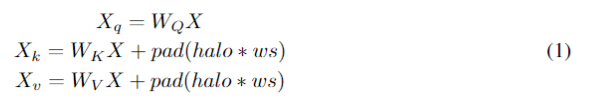 X_q = W_Q X
X_k = W_K X + pad(halo * ws) (1)
X_v = W_V X + pad(halo * ws)